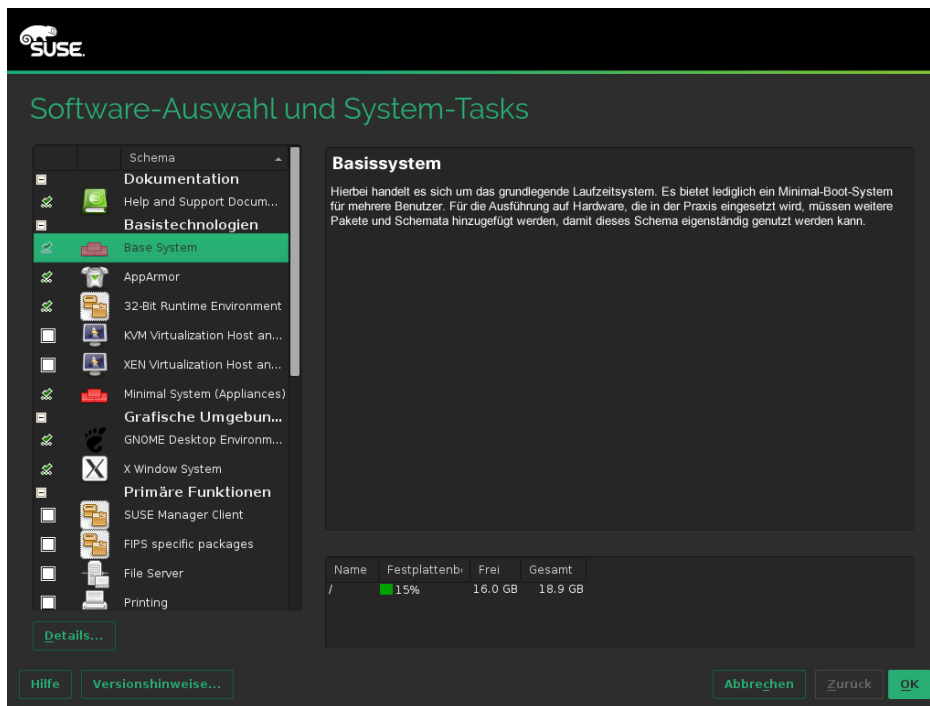 SUSE.
Software-Auswahl und System-Tasks
Schema
Dokumentation
Help and Support Docum...
Basistechnologien
Base System
AppArmor
32-Bit Runtime Environment
KVM Virtualization Host an...
XEN Virtualization Host an...
Minimal System (Appliances)
Grafische Umgebun...
GNOME Desktop Environm...
X Window System
Primäre Funktionen
SUSE Manager Client
FIPS specific packages
File Server
Printing
Details...
Basissystem
Hierbei handelt es sich um das grundlegende Laufzeitsystem. Es bietet lediglich ein Minimal-Boot-System
für mehrere Benutzer. Für die Ausführung auf Hardware, die in der Praxis eingesetzt wird, müssen weitere
Pakete und Schemata hinzugefügt werden, damit dieses Schema eigenständig genutzt werden kann.
Name Festplattenb Frei Gesamt
/ 15% 16.0 GB 18.9 GB
Hilfe Versionshinweise... Abbrechen Zurück OK